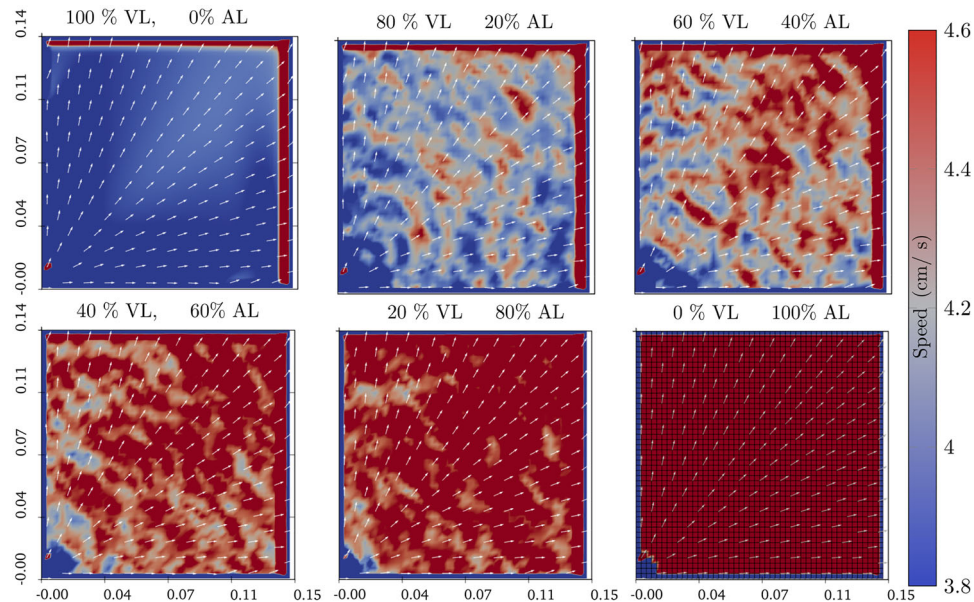 100 % VL, 0% AL
80 % VL 20% AL
60 % VL 40% AL
4.6
4.4
4.2
4
3.8
Speed (cm/ s)
0.14
0.11
0.07
0.04
-0.00
40 % VL, 60% AL
20 % VL 80% AL
0 % VL 100% AL
0.14
0.11
0.07
0.04
-0.00
-0.00 0.04 0.07 0.11 0.15
-0.00 0.04 0.07 0.11 0.15
-0.00 0.04 0.07 0.11 0.15